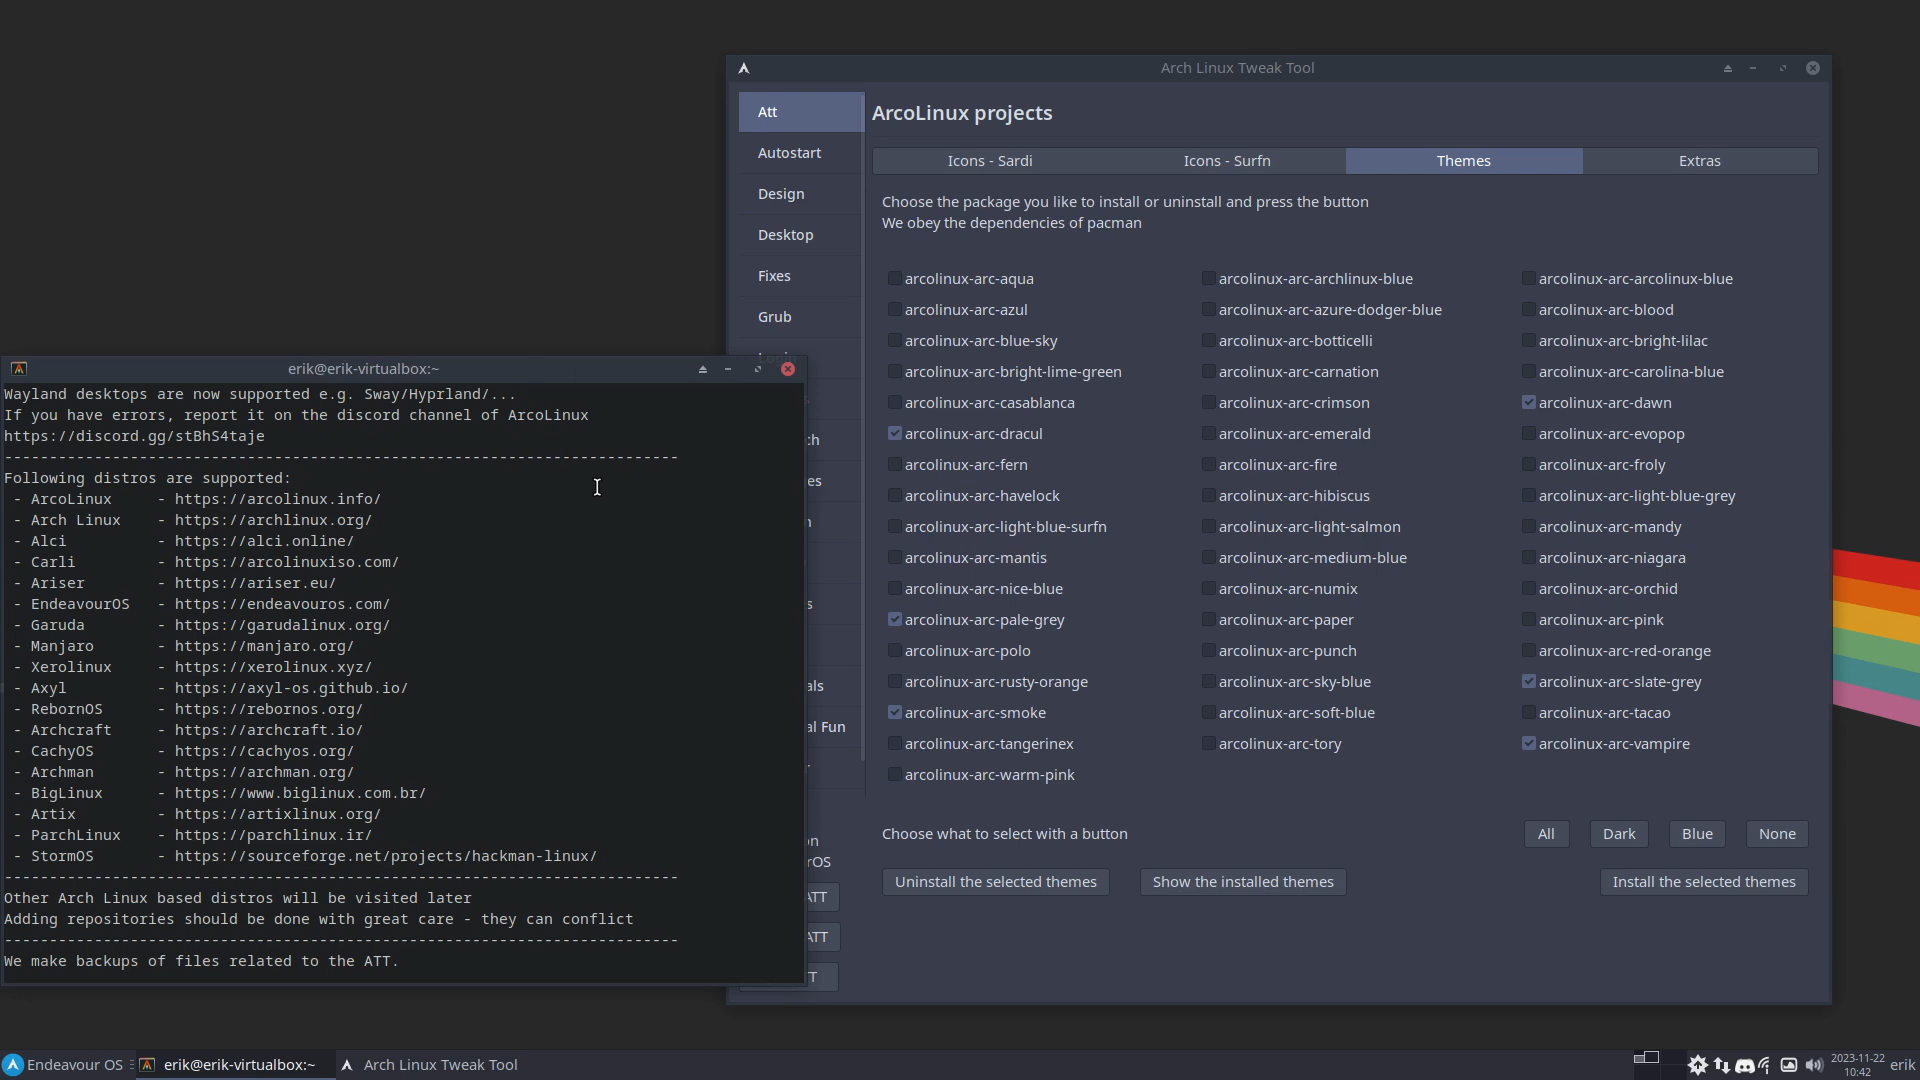 Arch Linux Tweak Tool
Att
Autostart
Design
Desktop
Fixes
Grub
ArcoLinux projects
Icons - Sardi
Icons - Surfn
Themes
Extras
Choose the package you like to install or uninstall and press the button
We obey the dependencies of pacman
arcolinux-arc-aqua
arcolinux-arc-archlinux-blue
arcolinux-arc-arcolinux-blue
arcolinux-arc-azul
arcolinux-arc-azure-dodger-blue
arcolinux-arc-blood
arcolinux-arc-blue-sky
arcolinux-arc-botticelli
arcolinux-arc-bright-lilac
arcolinux-arc-bright-lime-green
arcolinux-arc-carnation
arcolinux-arc-carolina-blue
arcolinux-arc-casablanca
arcolinux-arc-crimson
arcolinux-arc-dawn
arcolinux-arc-dracul
arcolinux-arc-emerald
arcolinux-arc-evopop
arcolinux-arc-fern
arcolinux-arc-fire
arcolinux-arc-froly
arcolinux-arc-havelock
arcolinux-arc-hibiscus
arcolinux-arc-light-blue-grey
arcolinux-arc-light-blue-surfn
arcolinux-arc-light-salmon
arcolinux-arc-mandy
arcolinux-arc-mantis
arcolinux-arc-medium-blue
arcolinux-arc-niagara
arcolinux-arc-nice-blue
arcolinux-arc-numix
arcolinux-arc-orchid
arcolinux-arc-pale-grey
arcolinux-arc-paper
arcolinux-arc-pink
arcolinux-arc-polo
arcolinux-arc-punch
arcolinux-arc-red-orange
arcolinux-arc-rusty-orange
arcolinux-arc-sky-blue
arcolinux-arc-slate-grey
arcolinux-arc-smoke
arcolinux-arc-soft-blue
arcolinux-arc-tacao
arcolinux-arc-tangerinex
arcolinux-arc-tory
arcolinux-arc-vampire
arcolinux-arc-warm-pink
Choose what to select with a button
All
Dark
Blue
None
Uninstall the selected themes
Show the installed themes
Install the selected themes
erik@erik-virtualbox:~
Wayland desktops are now supported e.g. Sway/Hyprland/...
If you have errors, report it on the discord channel of ArcoLinux
https://discord.gg/stBhS4taje
---------------------------------------------------------------------------
Following distros are supported:
- ArcoLinux - https://arcolinux.info/
- Arch Linux - https://archlinux.org/
- Alci - https://alci.online/
- Carli - https://arcolinuxiso.com/
- Ariser - https://ariser.eu/
- EndeavourOS - https://endeavouros.com/
- Garuda - https://garudalinux.org/
- Manjaro - https://manjaro.org/
- Xerolinux - https://xerolinux.xyz/
- Axyl - https://axyl-os.github.io/
- RebornOS - https://rebornos.org/
- Archcraft - https://archcraft.io/
- CachyOS - https://cachyos.org/
- Archman - https://archman.org/
- BigLinux - https://www.biglinux.com.br/
- Artix - https://artixlinux.org/
- ParchLinux - https://parchlinux.ir/
- StormOS - https://sourceforge.net/projects/hackman-linux/
---------------------------------------------------------------------------
Other Arch Linux based distros will be visited later
Adding repositories should be done with great care - they can conflict
---------------------------------------------------------------------------
We make backups of files related to the ATT.
ch
es
n
s
als
al Fun
r
on
rOS
ATT
ATT
T
Endeavour OS
erik@erik-virtualbox:~
Arch Linux Tweak Tool
2023-11-22
10:42
erik